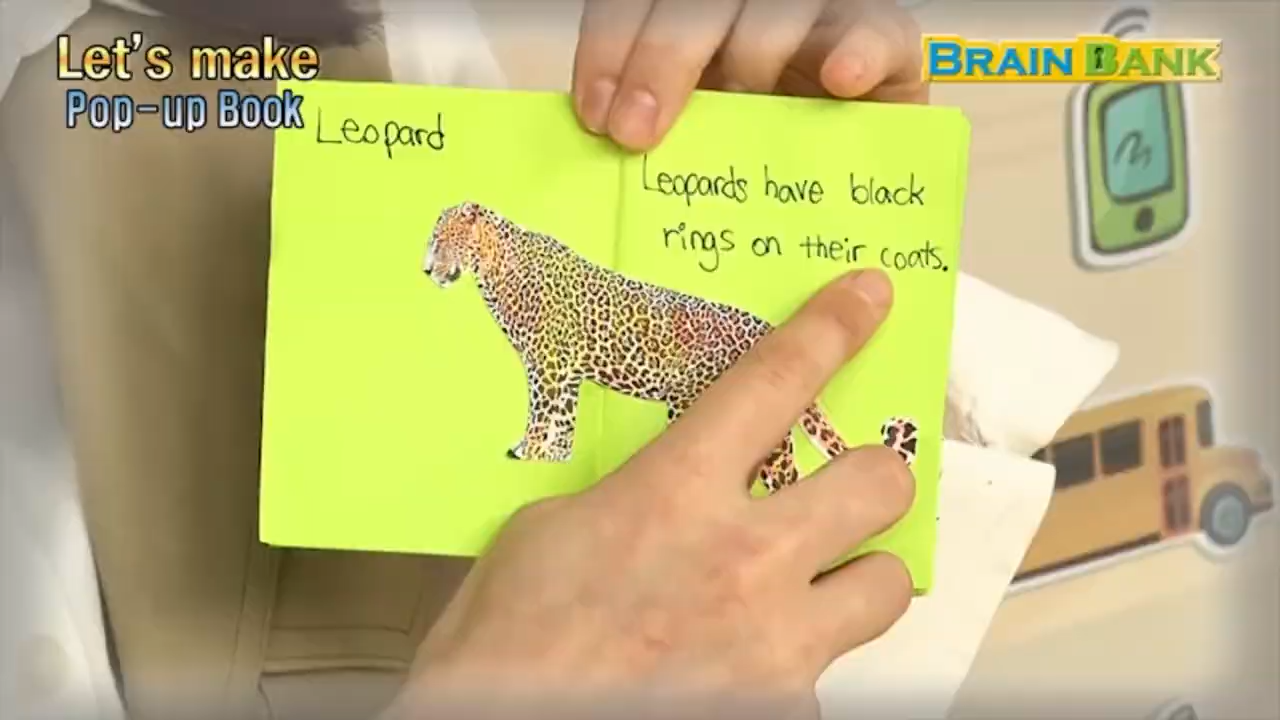 Let's make
Pop-up Book
BRAIN BANK
Leopard
Leopards have black
rings on their coats.